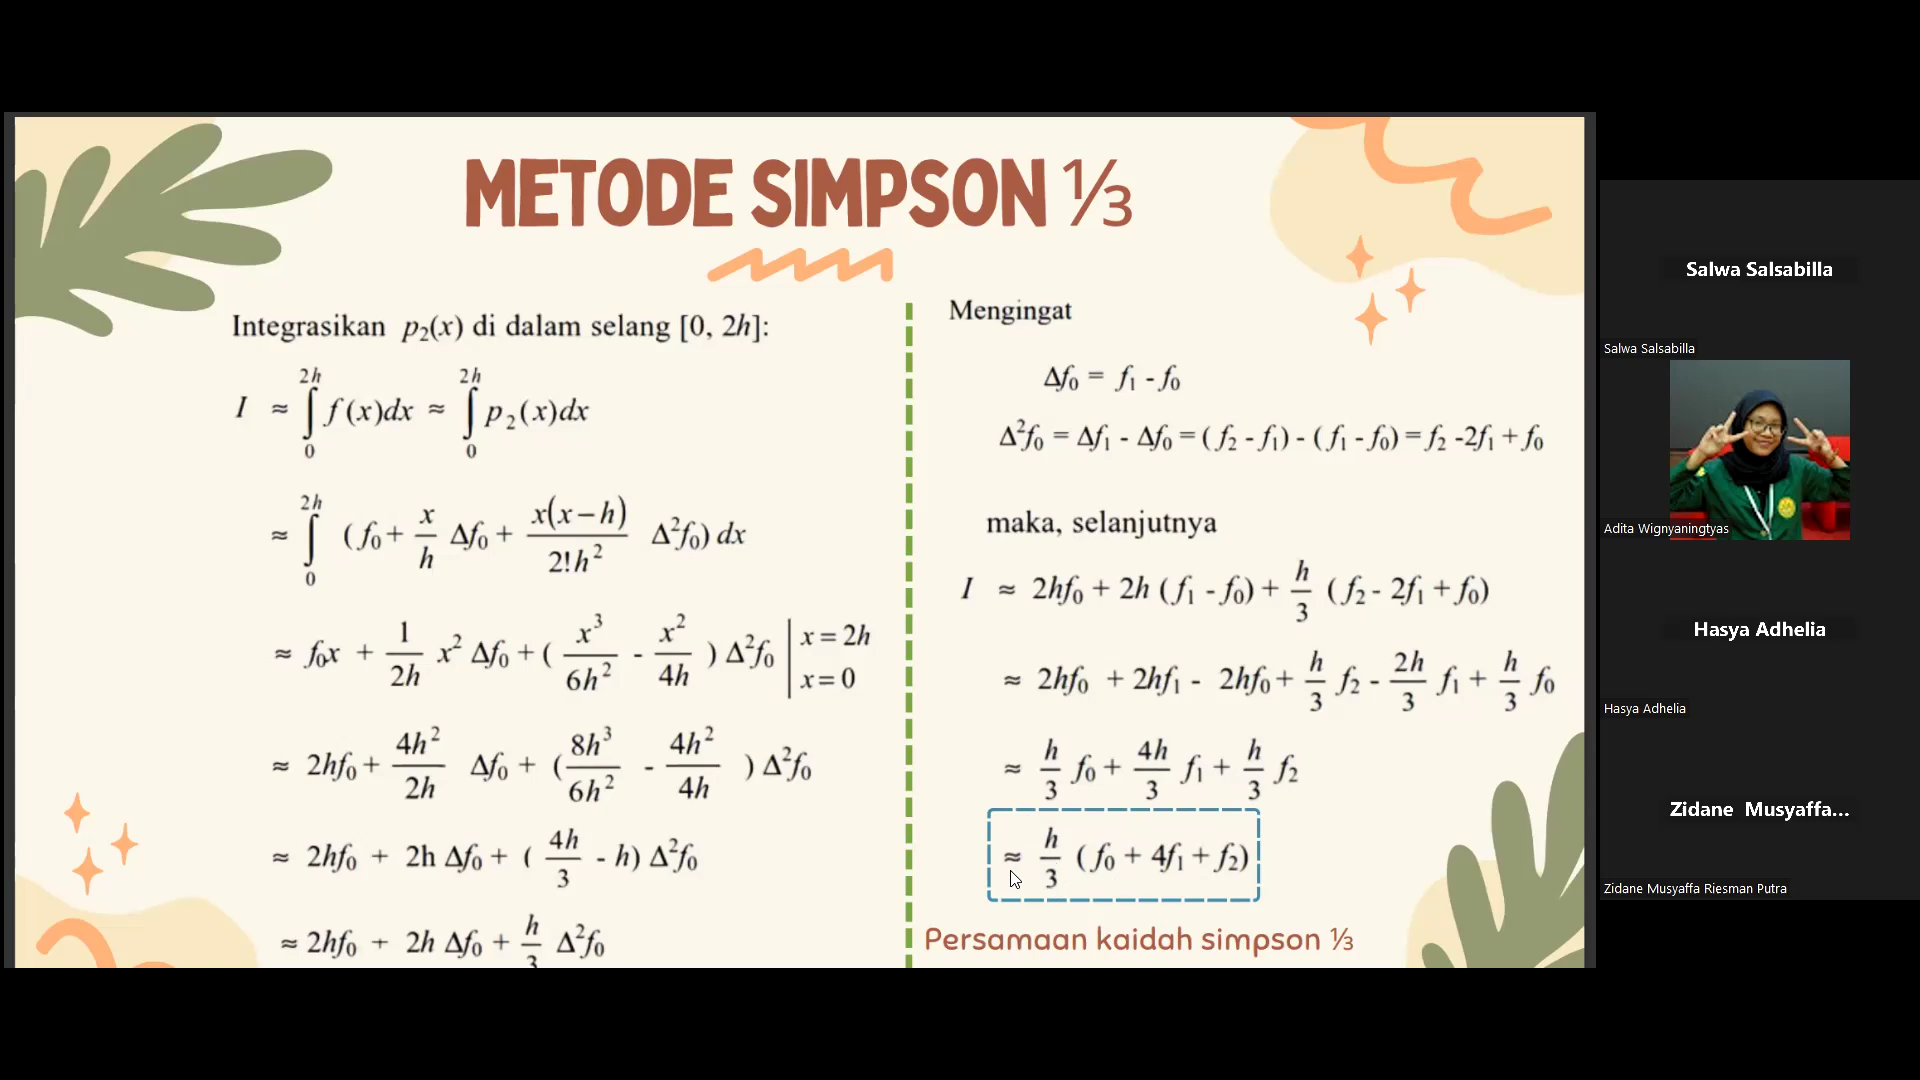 METODE SIMPSON ⅓
Integrasikan p₂(x) di dalam selang [0, 2h]:
I ≈ ∫₀²ʰ f(x)dx ≈ ∫₀²ʰ p₂(x)dx
≈ ∫₀²ʰ (f₀ + x/h Δf₀ + x(x–h)/2!h² Δ²f₀) dx
≈ f₀x + 1/2h x² Δf₀ + ( x³/6h² - x²/4h ) Δ²f₀ | x = 2h x = 0
≈ 2hf₀ + 4h²/2h Δf₀ + ( 8h³/6h² - 4h²/4h ) Δ²f₀
≈ 2hf₀ + 2h Δf₀ + ( 4h/3 - h) Δ²f₀
≈ 2hf₀ + 2h Δf₀ + h/3 Δ²f₀
Mengingat
Δf₀ = f₁ - f₀
Δ²f₀ = Δf₁ - Δf₀ = ( f₂ - f₁) - ( f₁ - f₀) = f₂ -2f₁ + f₀
maka, selanjutnya
I ≈ 2hf₀ + 2h ( f₁ - f₀) + h/3 ( f₂ - 2f₁ + f₀)
≈ 2hf₀ + 2hf₁ - 2hf₀ + h/3 f₂ - 2h/3 f₁ + h/3 f₀
≈ h/3 f₀ + 4h/3 f₁ + h/3 f₂
≈ h/3 ( f₀ + 4f₁ + f₂)
Persamaan kaidah simpson ⅓
Salwa Salsabilla
Salwa Salsabilla
Adita Wignyaningtyas
Hasya Adhelia
Hasya Adhelia
Zidane Musyaffa...
Zidane Musyaffa Riesman Putra